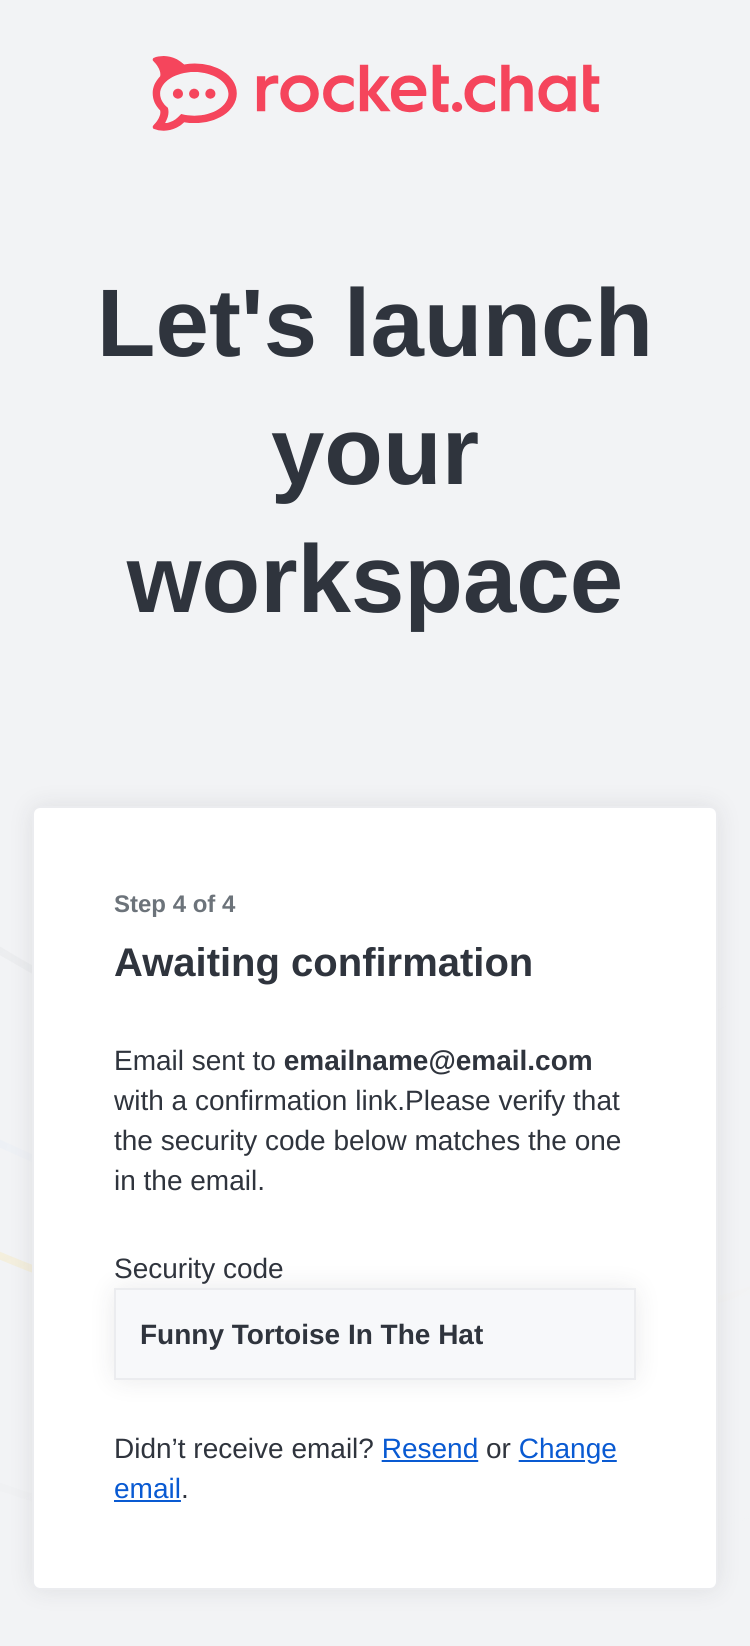 rocket.chat
Let's launch
your
workspace
Step 4 of 4
Awaiting confirmation
Email sent to emailname@email.com
with a confirmation link.Please verify that
the security code below matches the one
in the email.
Security code
Funny Tortoise In The Hat
Didn’t receive email? Resend or Change
email.